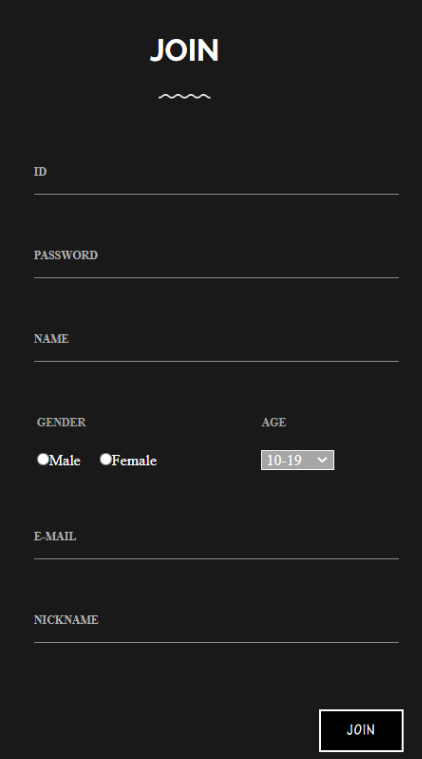 JOIN
ID
PASSWORD
NAME
GENDER AGE
Male Female 10-19
E-MAIL
NICKNAME
JOIN